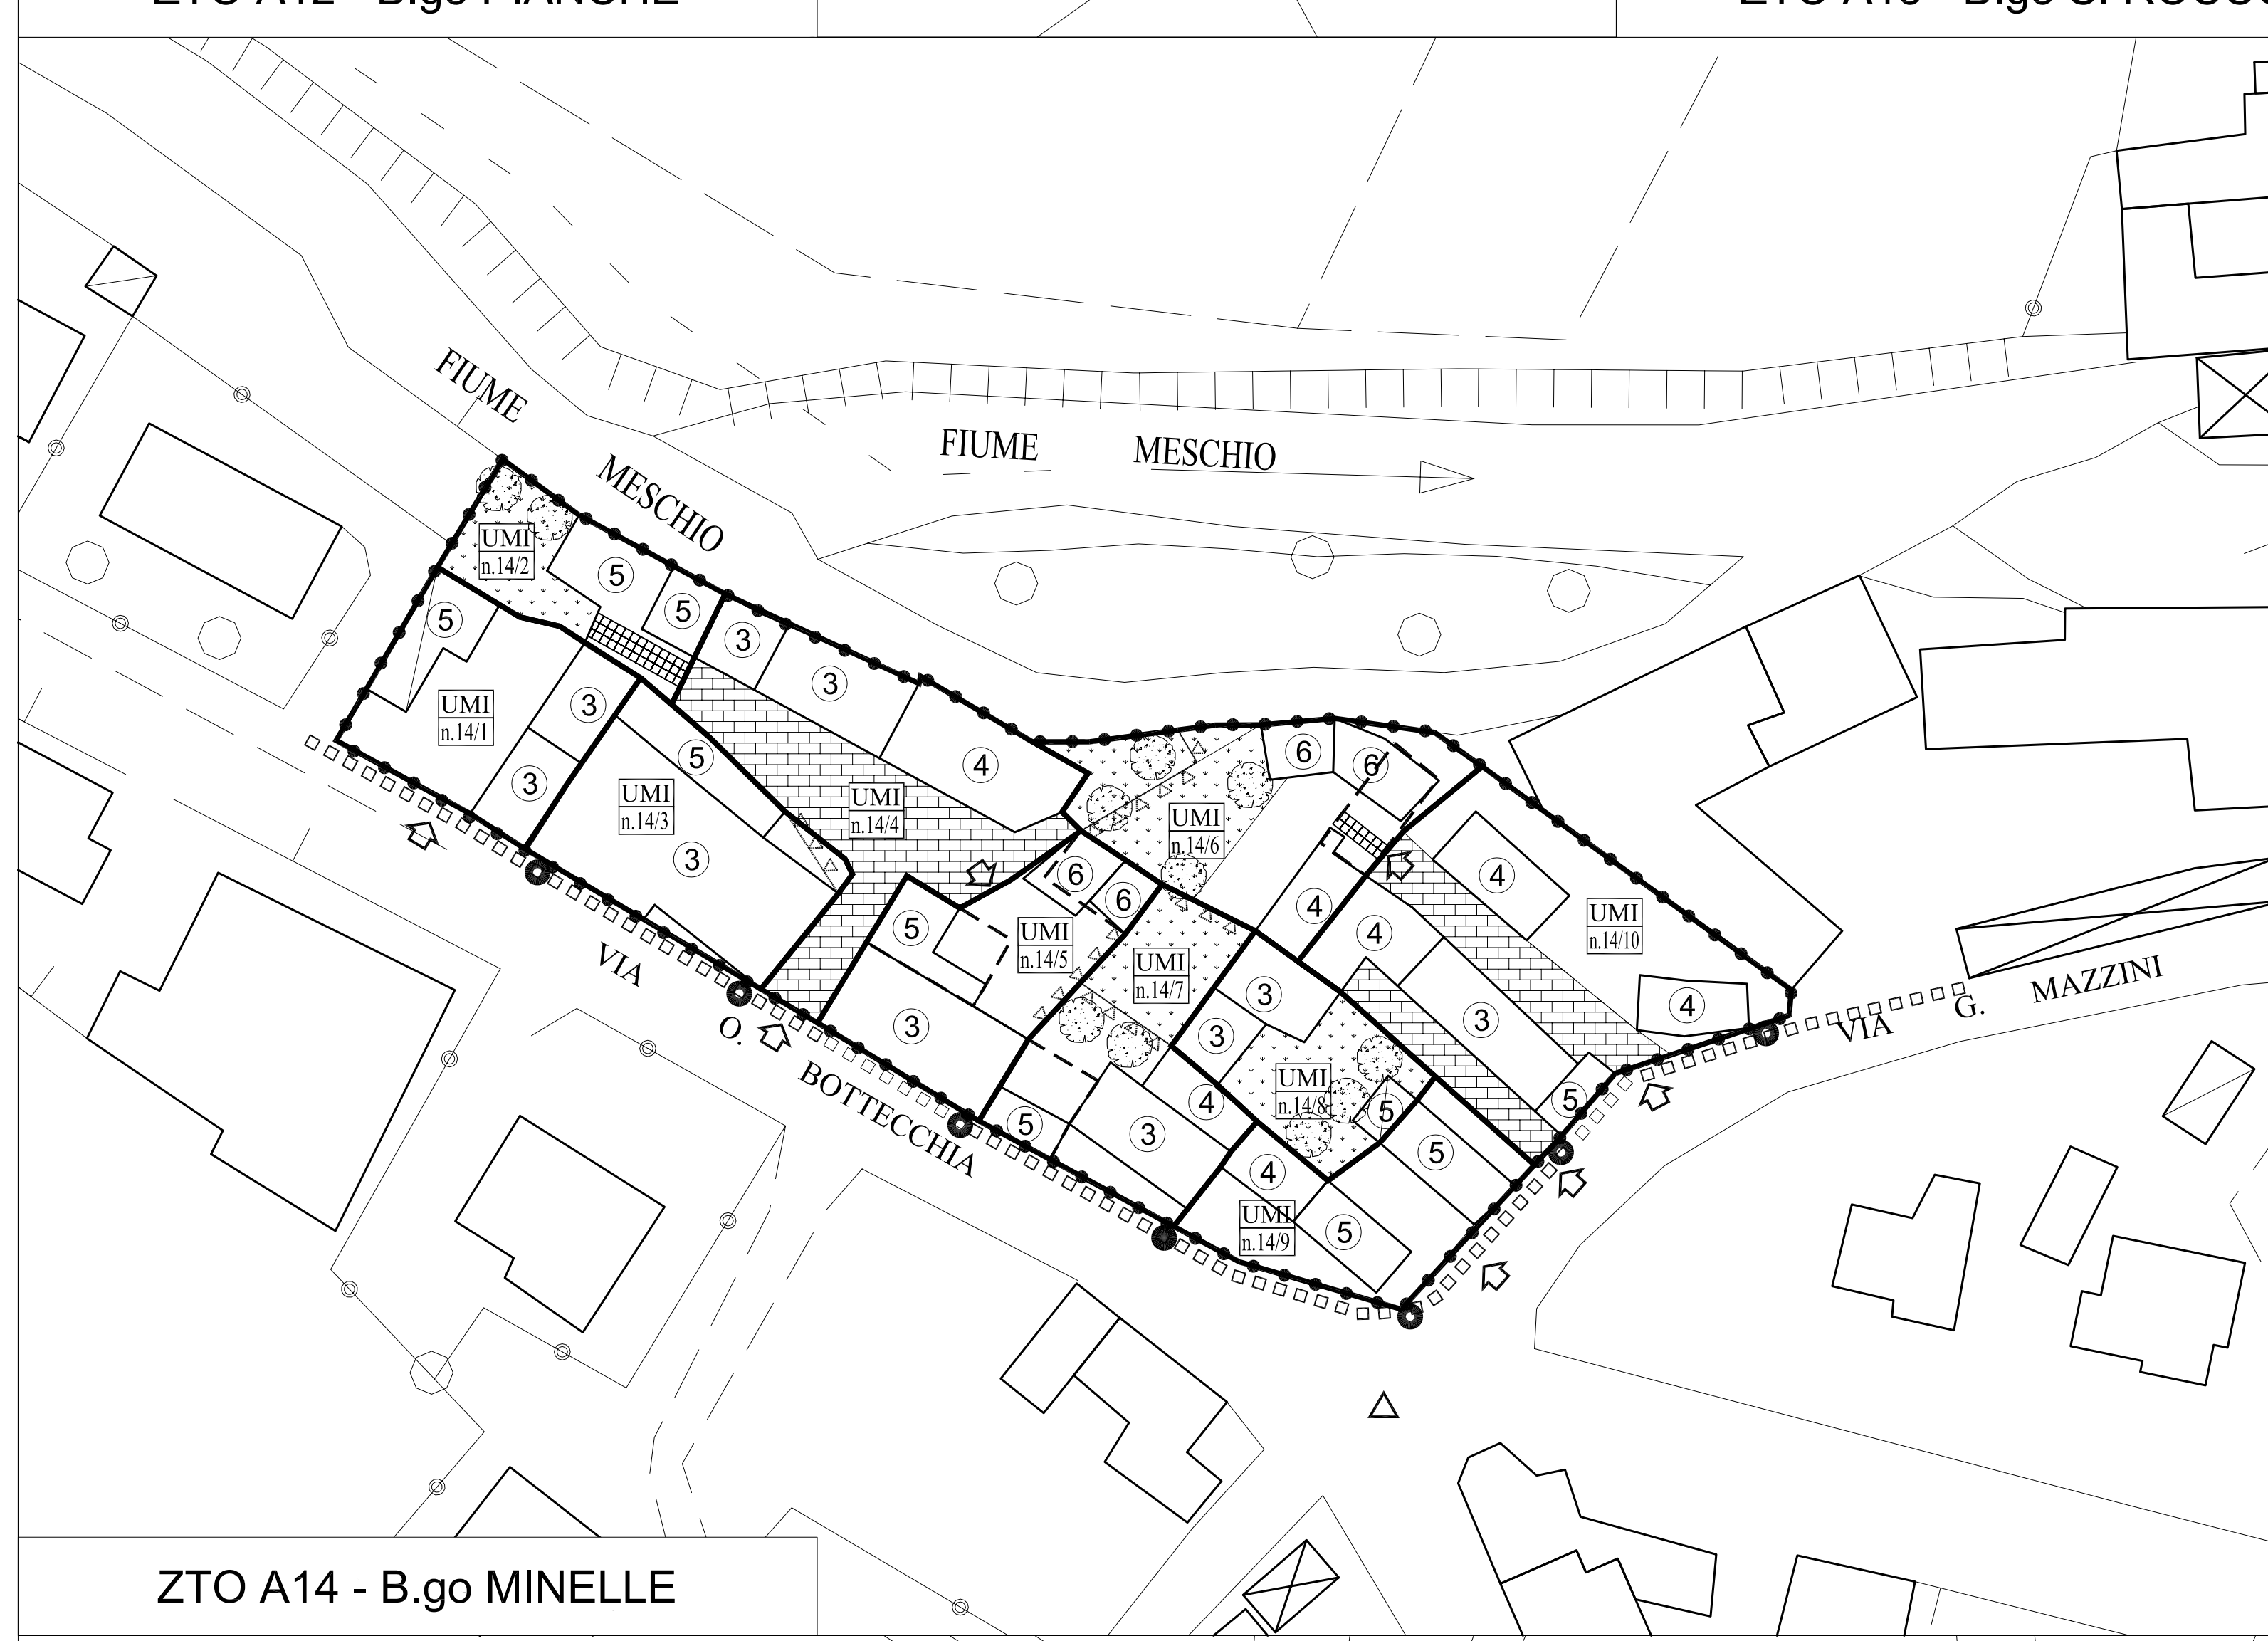 FIUME
MESCHIO
FIUME MESCHIO
UMI
n.14/2
5
5
5
3
3
UMI
n.14/1
3
3
5
4
UMI
n.14/3
UMI
n.14/4
3
6
6
UMI
n.14/6
6
6
4
UMI
n.14/10
4
4
5
UMI
n.14/5
UMI
n.14/7
3
3
4
3
3
UMI
n.14/8
4
5
5
5
3
5
4
UMI
n.14/9
5
VIA
O.
BOTTECCHIA
VIA G. MAZZINI
ZTO A14 - B.go MINELLE